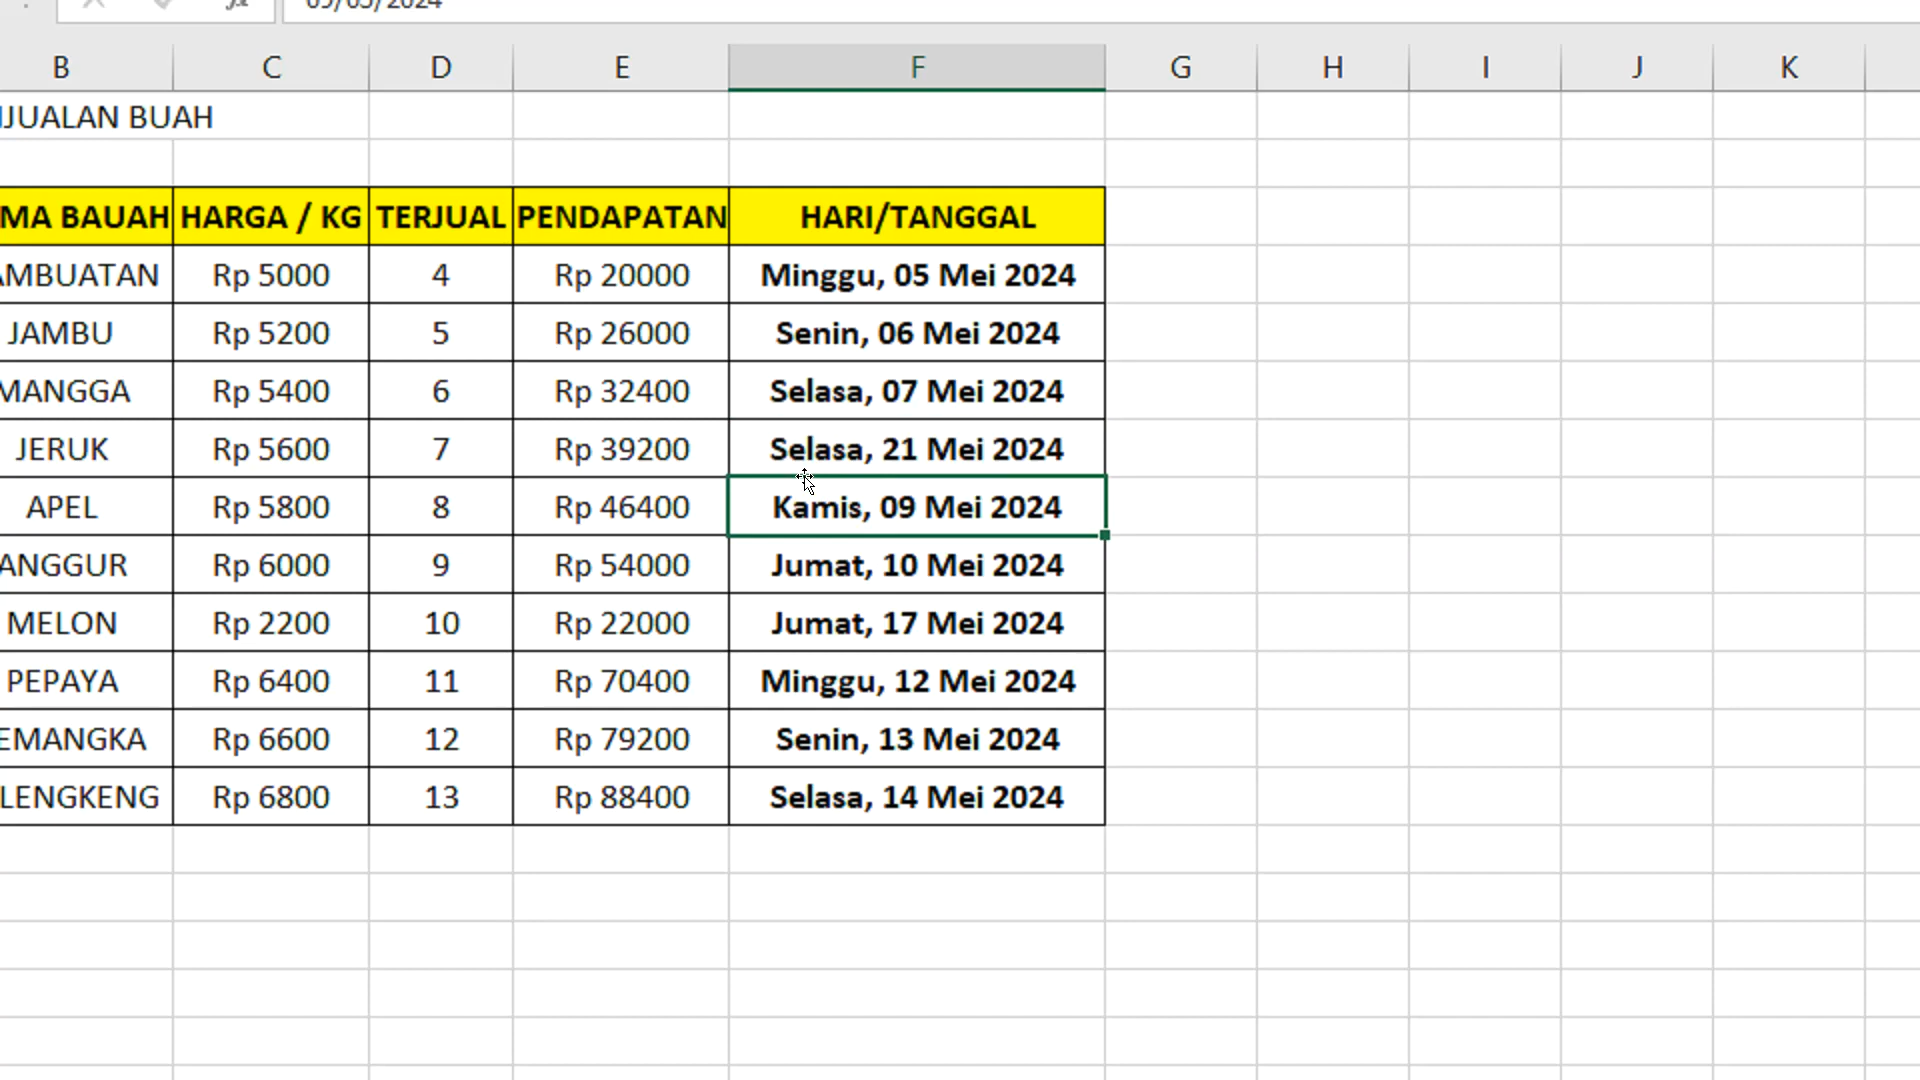 09/05/2024
B C D E F G H I J K
JUALAN BUAH
MA BAUAH HARGA / KG TERJUAL PENDAPATAN HARI/TANGGAL
AMBUATAN Rp 5000 4 Rp 20000 Minggu, 05 Mei 2024
JAMBU Rp 5200 5 Rp 26000 Senin, 06 Mei 2024
MANGGA Rp 5400 6 Rp 32400 Selasa, 07 Mei 2024
JERUK Rp 5600 7 Rp 39200 Selasa, 21 Mei 2024
APEL Rp 5800 8 Rp 46400 Kamis, 09 Mei 2024
ANGGUR Rp 6000 9 Rp 54000 Jumat, 10 Mei 2024
MELON Rp 2200 10 Rp 22000 Jumat, 17 Mei 2024
PEPAYA Rp 6400 11 Rp 70400 Minggu, 12 Mei 2024
EMANGKA Rp 6600 12 Rp 79200 Senin, 13 Mei 2024
LENGKENG Rp 6800 13 Rp 88400 Selasa, 14 Mei 2024